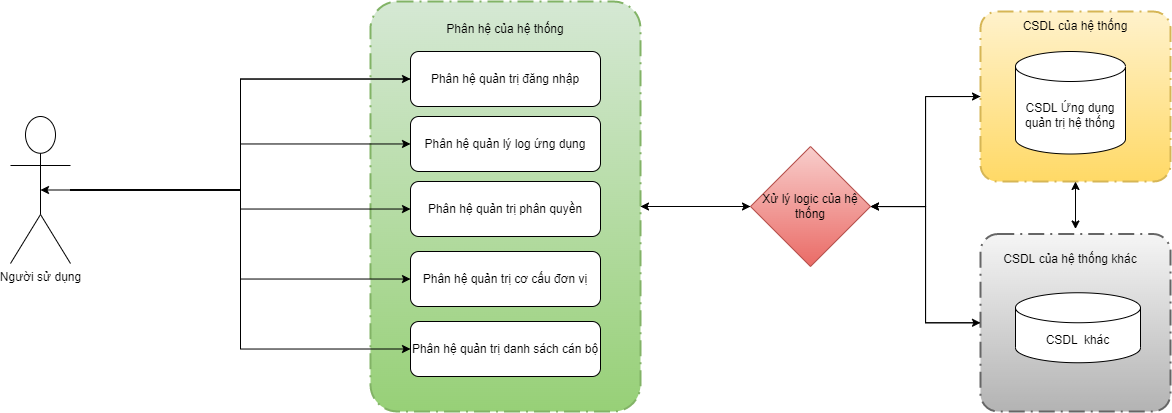 Người sử dụng
Phân hệ của hệ thống
Phân hệ quản trị đăng nhập
Phân hệ quản lý log ứng dụng
Phân hệ quản trị phân quyền
Phân hệ quản trị cơ cấu đơn vị
Phân hệ quản trị danh sách cán bộ
Xử lý logic của hệ
thống
CSDL của hệ thống
CSDL Ứng dụng
quản trị hệ thống
CSDL của hệ thống khác
CSDL khác